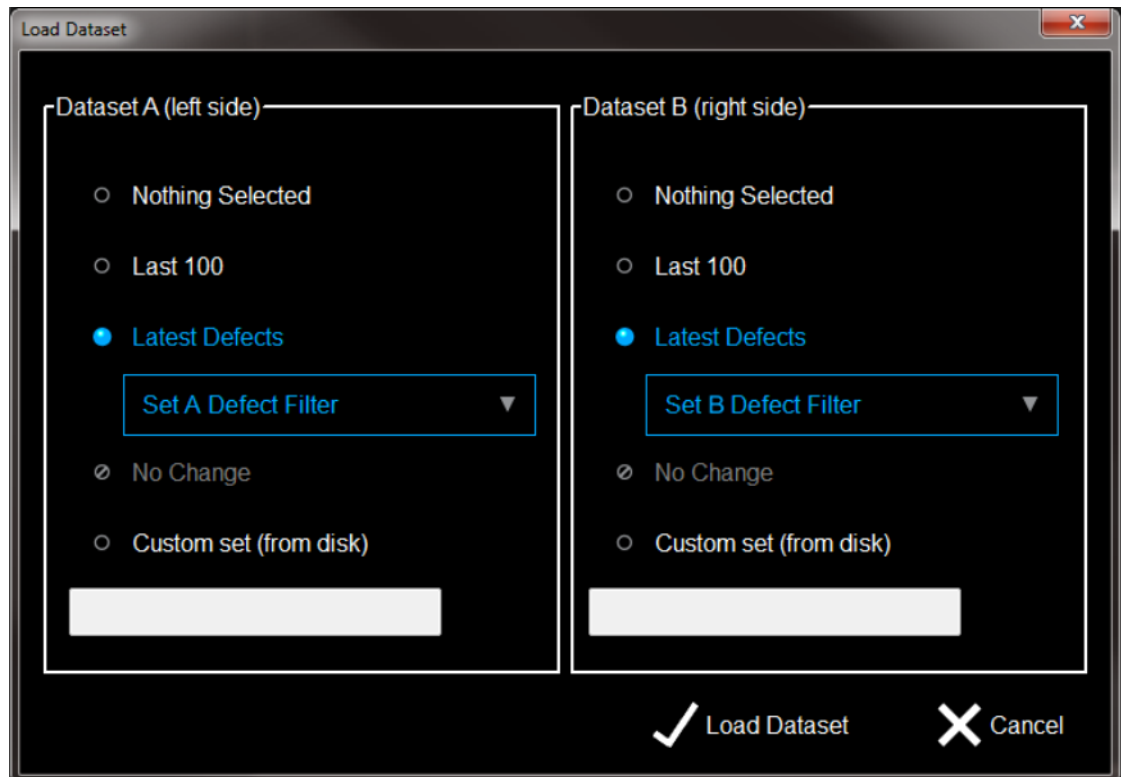 Load Dataset
Dataset A (left side)
Nothing Selected
Last 100
Latest Defects
Set A Defect Filter
No Change
Custom set (from disk)
Dataset B (right side)
Nothing Selected
Last 100
Latest Defects
Set B Defect Filter
No Change
Custom set (from disk)
Load Dataset
Cancel